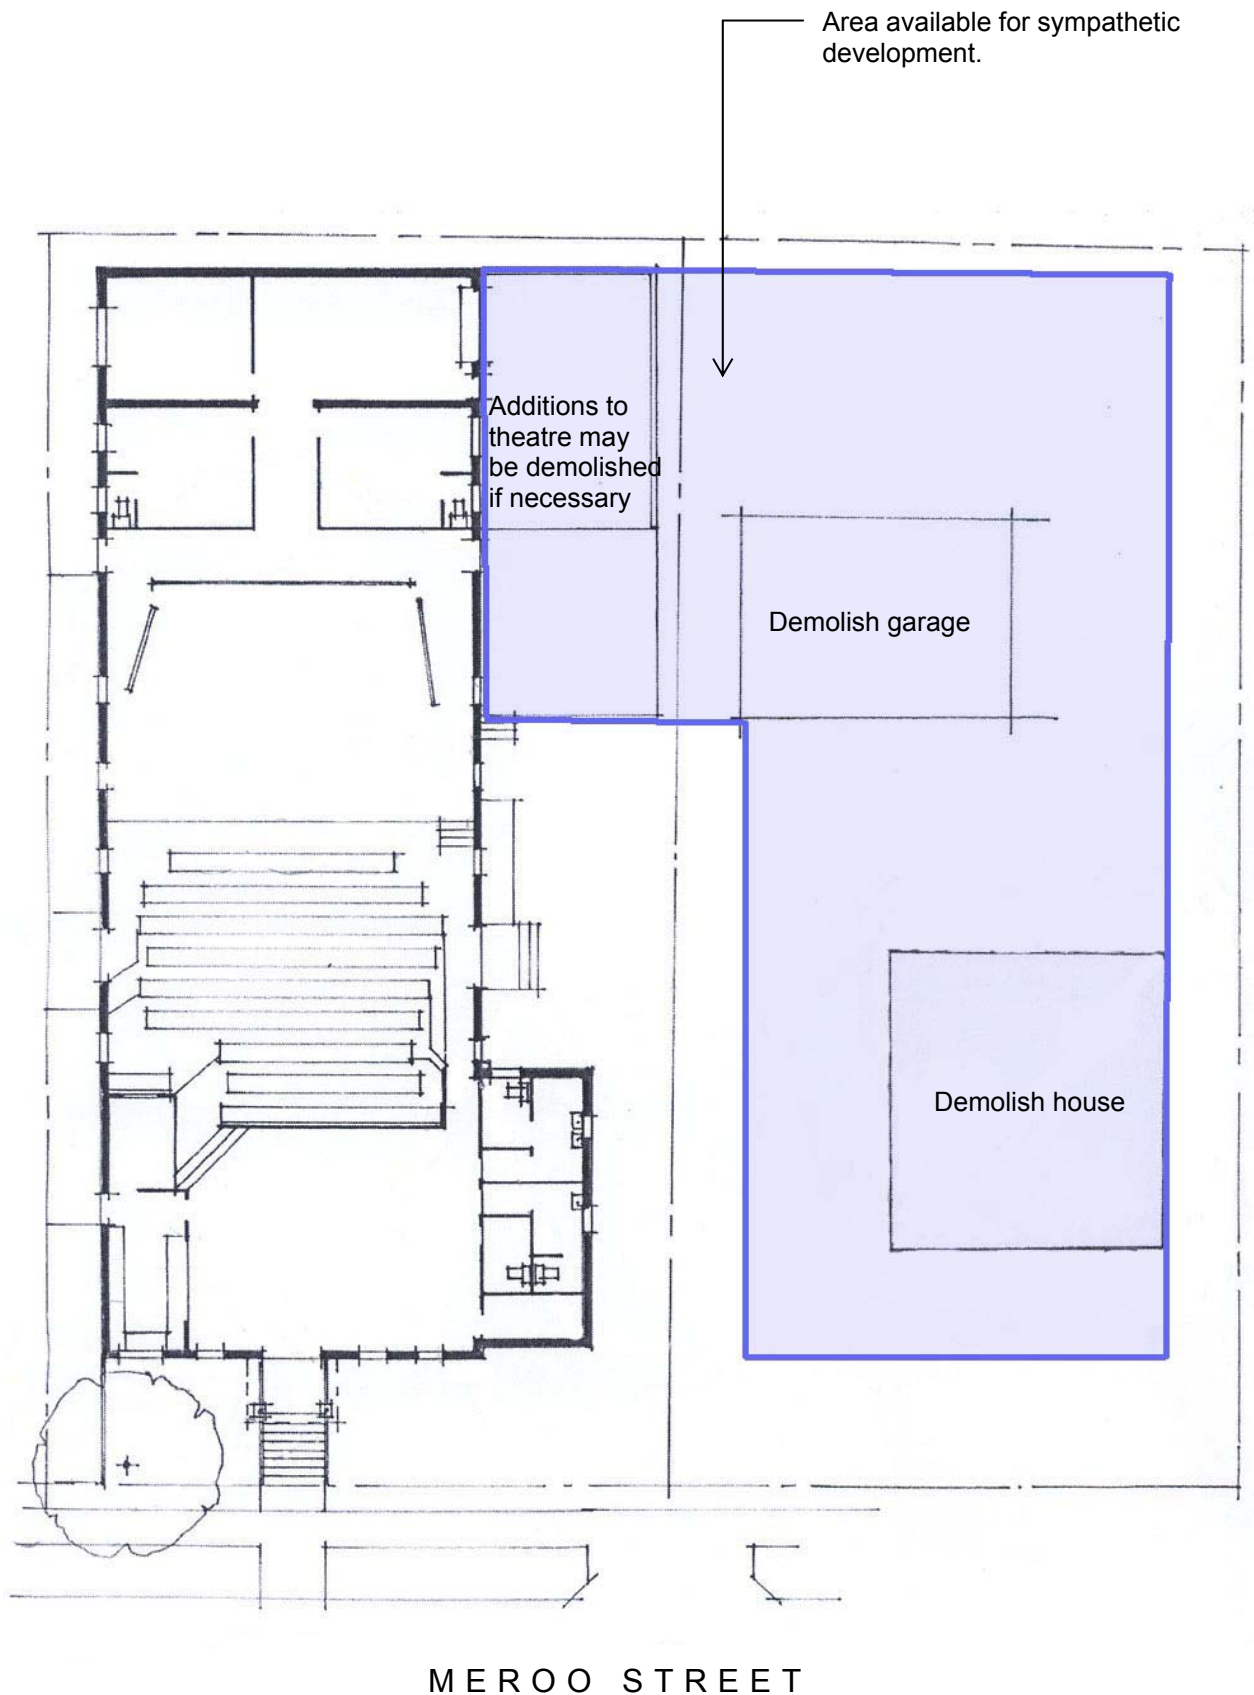 Area available for sympathetic
development.
Additions to
theatre may
be demolished
if necessary
Demolish garage
Demolish house
MEROO STREET